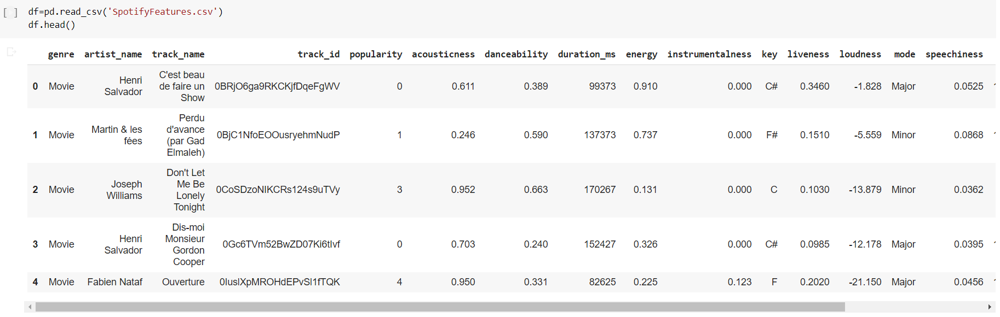 [ ] df=pd.read_csv('SpotifyFeatures.csv')
df.head()
genre artist_name track_name track_id popularity acousticness danceability duration_ms energy instrumentalness key liveness loudness mode speechiness
0 Movie Henri Salvador C'est beau de faire un Show 0BRjO6ga9RKCKjfDqeFgWV 0 0.611 0.389 99373 0.910 0.000 C# 0.3460 -1.828 Major 0.0525
1 Movie Martin & les fées Perdu d'avance (par Gad Elmaleh) 0BjC1NfoEOOusryehmNudP 1 0.246 0.590 137373 0.737 0.000 F# 0.1510 -5.559 Minor 0.0868
2 Movie Joseph Williams Don't Let Me Be Lonely Tonight 0CoSDzoNIKCRs124s9uTVy 3 0.952 0.663 170267 0.131 0.000 C 0.1030 -13.879 Minor 0.0362
3 Movie Henri Salvador Dis-moi Monsieur Gordon Cooper 0Gc6TVm52BwZD07Ki6tIvf 0 0.703 0.240 152427 0.326 0.000 C# 0.0985 -12.178 Major 0.0395
4 Movie Fabien Nataf Ouverture 0IuslXpMROHdEPvSl1fTQK 4 0.950 0.331 82625 0.225 0.123 F 0.2020 -21.150 Major 0.0456